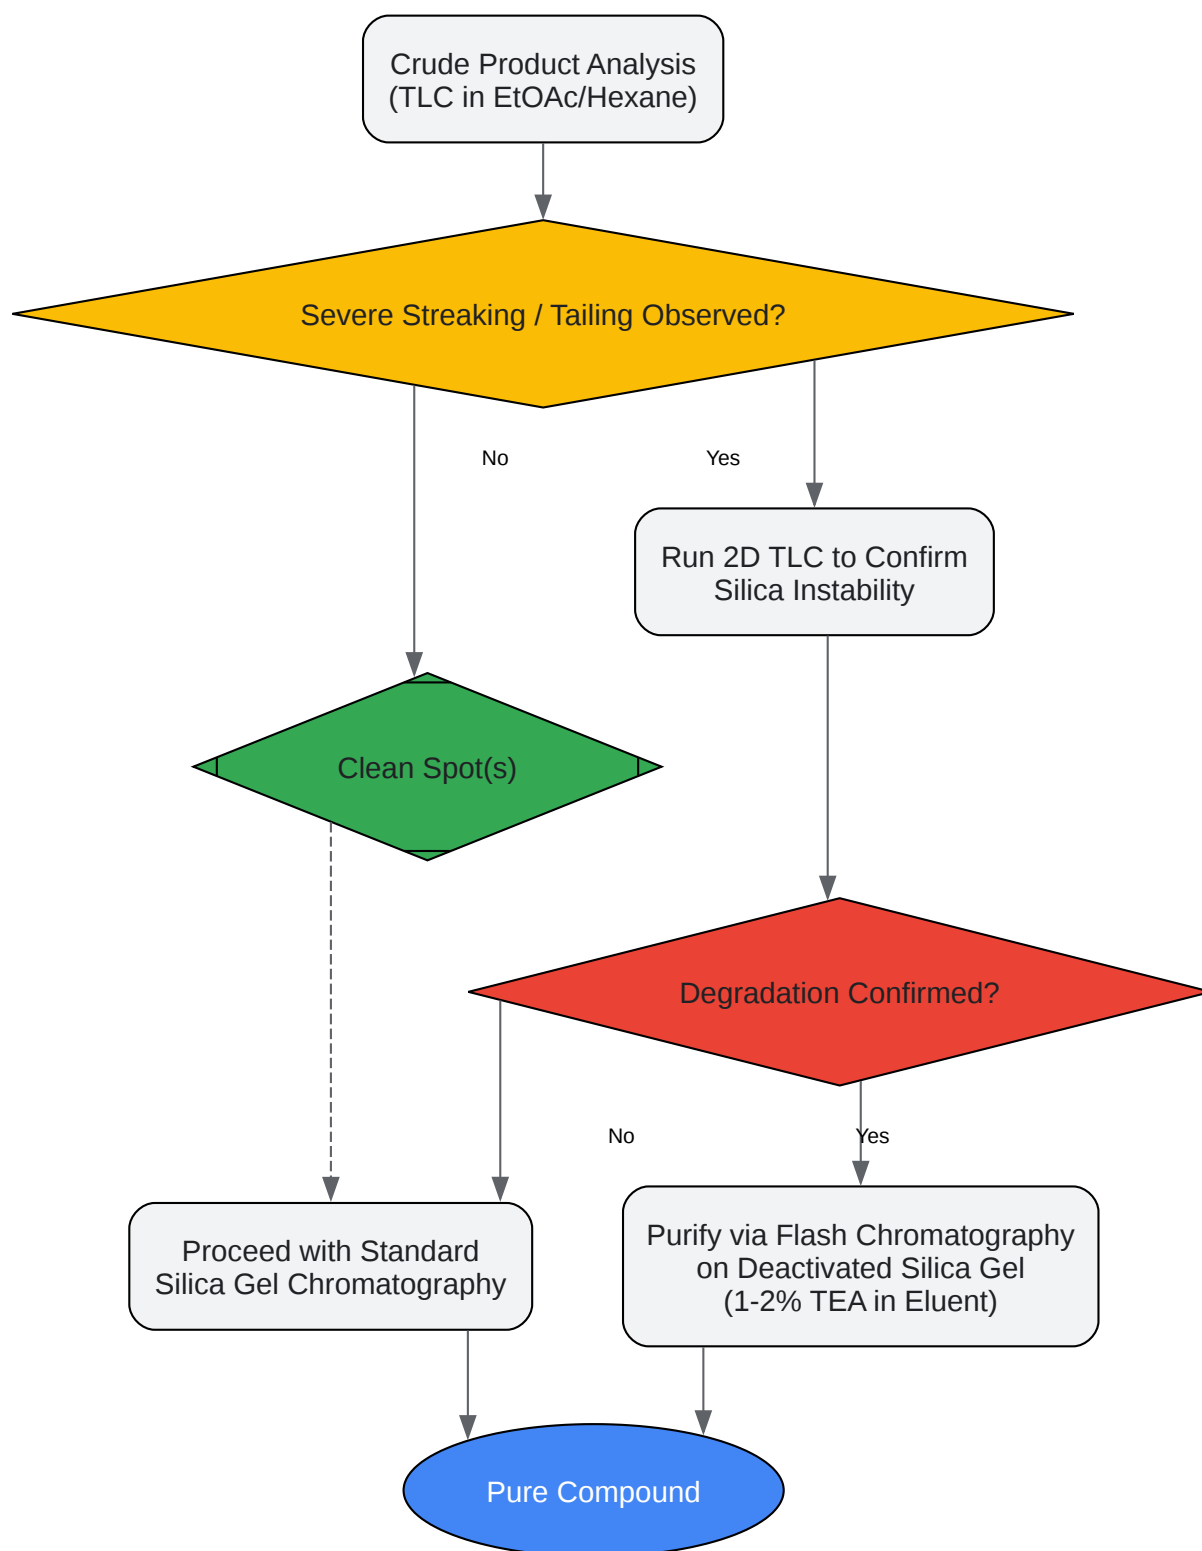 Crude Product Analysis
(TLC in EtOAc/Hexane)
Severe Streaking / Tailing Observed?
No
Yes
Run 2D TLC to Confirm
Silica Instability
Clean Spot(s)
Degradation Confirmed?
No
Yes
Proceed with Standard
Silica Gel Chromatography
Purify via Flash Chromatography
on Deactivated Silica Gel
(1-2% TEA in Eluent)
Pure Compound